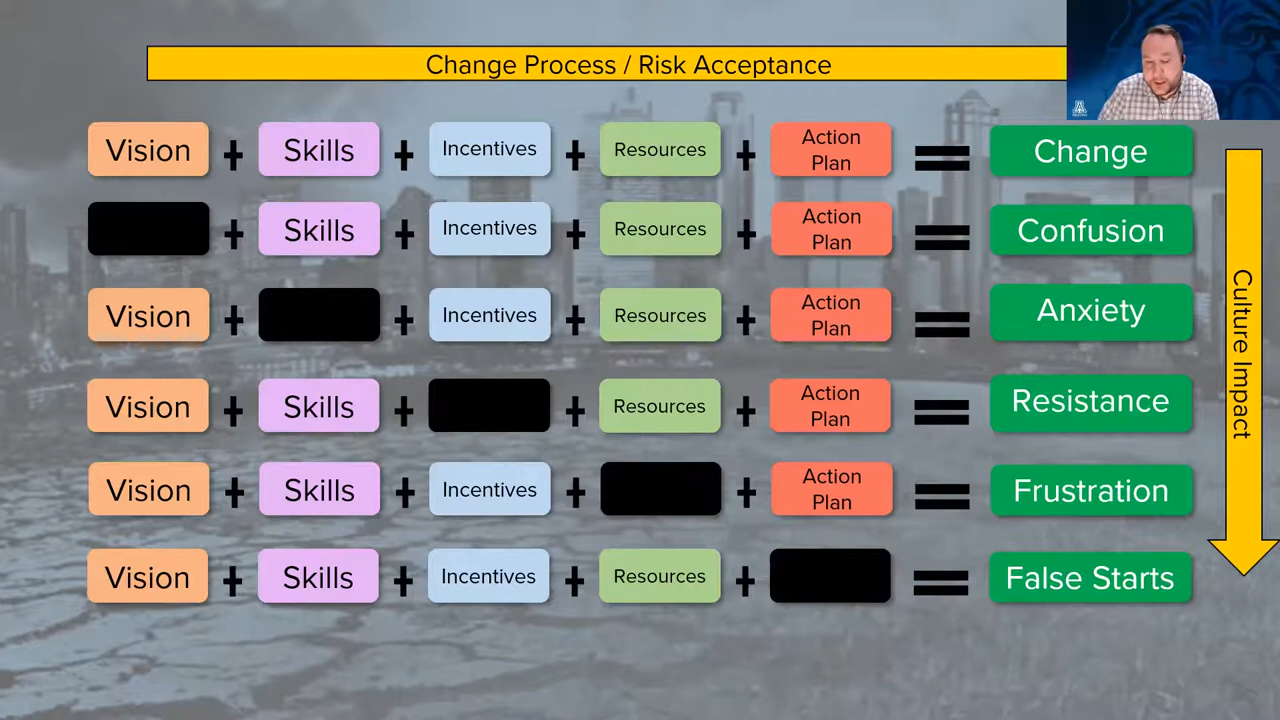 Change Process / Risk Acceptance
Vision + Skills + Incentives + Resources + Action Plan = Change
+ Skills + Incentives + Resources + Action Plan = Confusion
Vision + + Incentives + Resources + Action Plan = Anxiety
Vision + Skills + + Resources + Action Plan = Resistance
Vision + Skills + Incentives + + Action Plan = Frustration
Vision + Skills + Incentives + Resources + = False Starts
Culture Impact